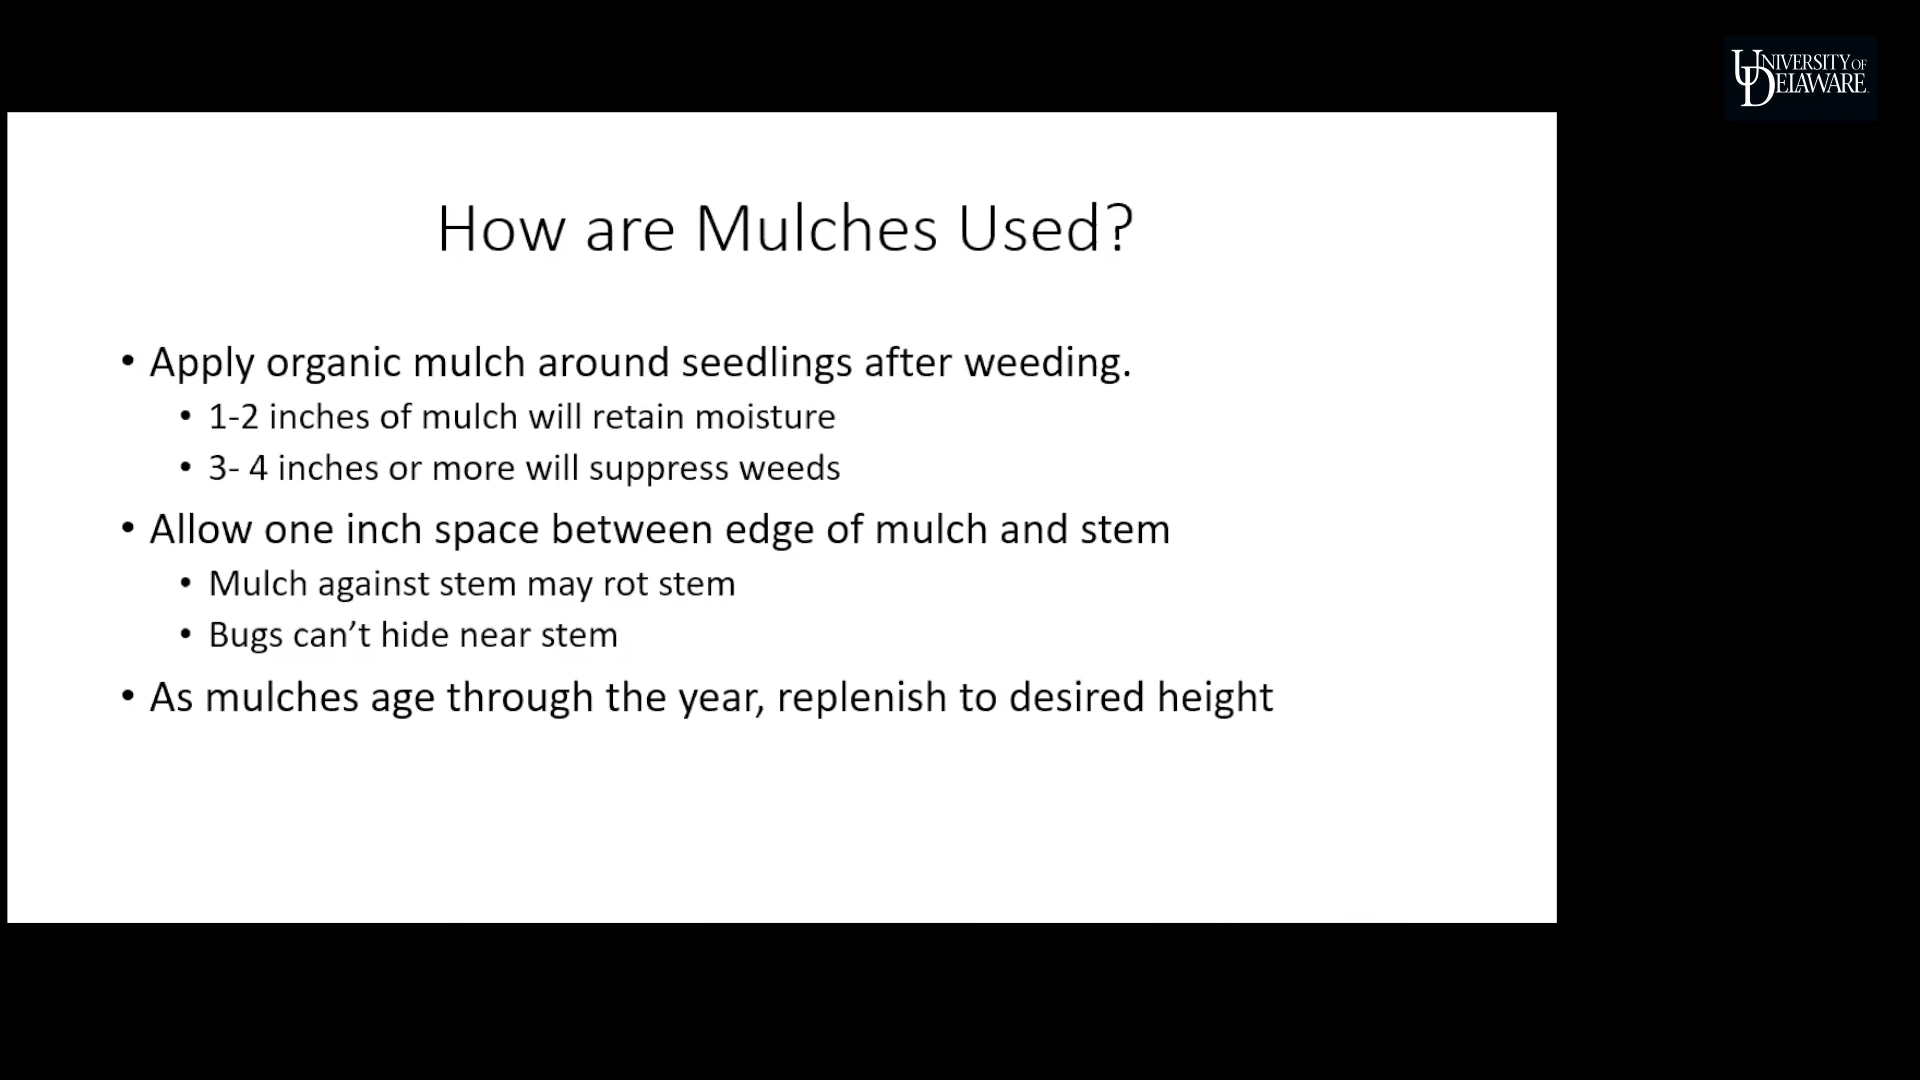 UNIVERSITY OF
DELAWARE
How are Mulches Used?
• Apply organic mulch around seedlings after weeding.
• 1-2 inches of mulch will retain moisture
• 3- 4 inches or more will suppress weeds
• Allow one inch space between edge of mulch and stem
• Mulch against stem may rot stem
• Bugs can’t hide near stem
• As mulches age through the year, replenish to desired height